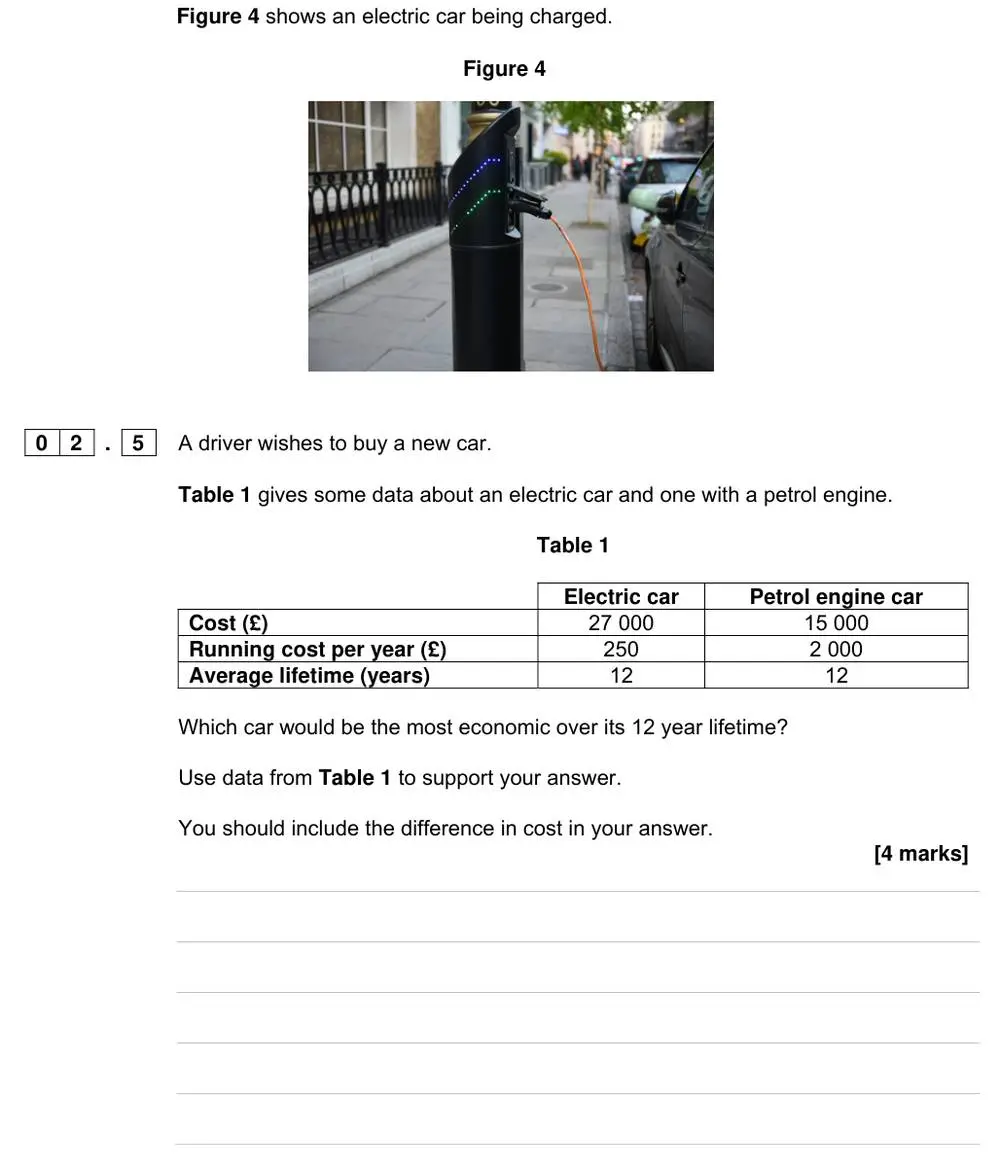 Figure 4 shows an electric car being charged.
Figure 4
0 2 . 5 A driver wishes to buy a new car.
Table 1 gives some data about an electric car and one with a petrol engine.
Table 1
Electric car Petrol engine car
Cost (£) 27 000 15 000
Running cost per year (£) 250 2 000
Average lifetime (years) 12 12
Which car would be the most economic over its 12 year lifetime?
Use data from Table 1 to support your answer.
You should include the difference in cost in your answer.
[4 marks]